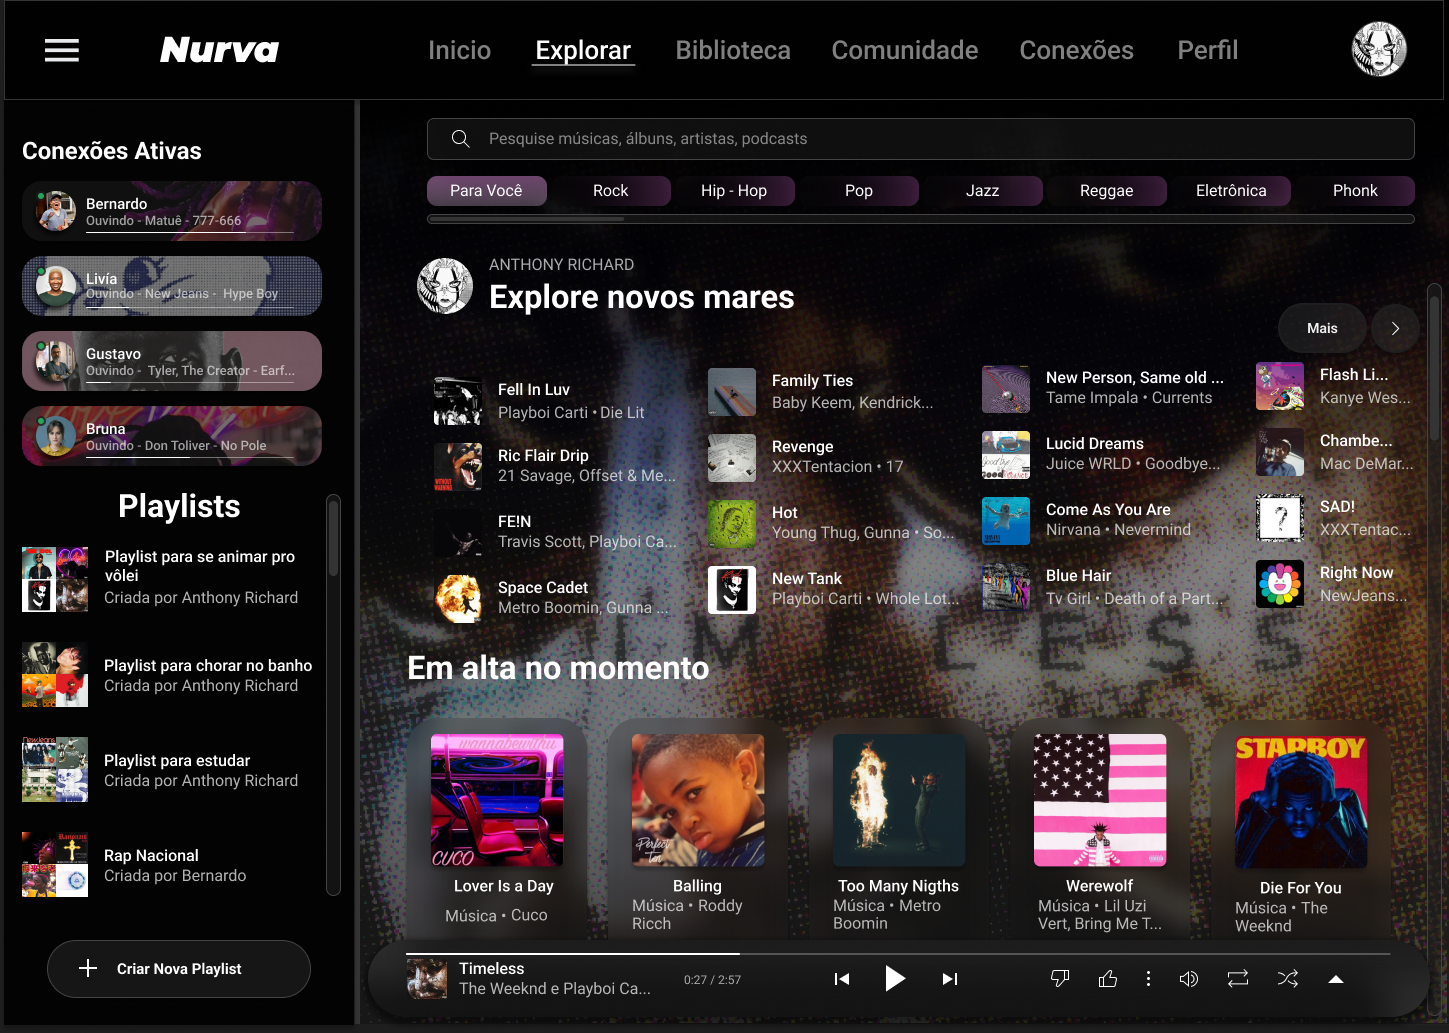 Nurva
Inicio
Explorar
Biblioteca
Comunidade
Conexões
Perfil
Conexões Ativas
Bernardo
Ouvindo - Matuê - 777-666
Livía
Ouvindo - New Jeans - Hype Boy
Gustavo
Ouvindo - Tyler, The Creator - Earf...
Bruna
Ouvindo - Don Toliver - No Pole
Playlists
Playlist para se animar pro
vôlei
Criada por Anthony Richard
Playlist para chorar no banho
Criada por Anthony Richard
Playlist para estudar
Criada por Anthony Richard
Rap Nacional
Criada por Bernardo
Criar Nova Playlist
Pesquise músicas, álbuns, artistas, podcasts
Para Você
Rock
Hip - Hop
Pop
Jazz
Reggae
Eletrônica
Phonk
ANTHONY RICHARD
Explore novos mares
Mais
Fell In Luv
Playboi Carti • Die Lit
Ric Flair Drip
21 Savage, Offset & Me...
FE!N
Travis Scott, Playboi Ca...
Space Cadet
Metro Boomin, Gunna ...
Family Ties
Baby Keem, Kendrick...
Revenge
XXXTentacion • 17
Hot
Young Thug, Gunna • So...
New Tank
Playboi Carti • Whole Lot...
New Person, Same old ...
Tame Impala • Currents
Lucid Dreams
Juice WRLD • Goodbye...
Come As You Are
Nirvana • Nevermind
Blue Hair
Tv Girl • Death of a Part...
Flash Li...
Kanye Wes...
Chambe...
Mac DeMar...
SAD!
XXXTentac...
Right Now
NewJeans...
Em alta no momento
wannabewithu
CUCO
Lover Is a Day
Música • Cuco
Perfect
Ten
Balling
Música • Roddy
Ricch
Too Many Nigths
Música • Metro
Boomin
Werewolf
Música • Lil Uzi
Vert, Bring Me T...
STARBOY
Die For You
Música • The
Weeknd
Timeless
The Weeknd e Playboi Ca...
0:27 / 2:57